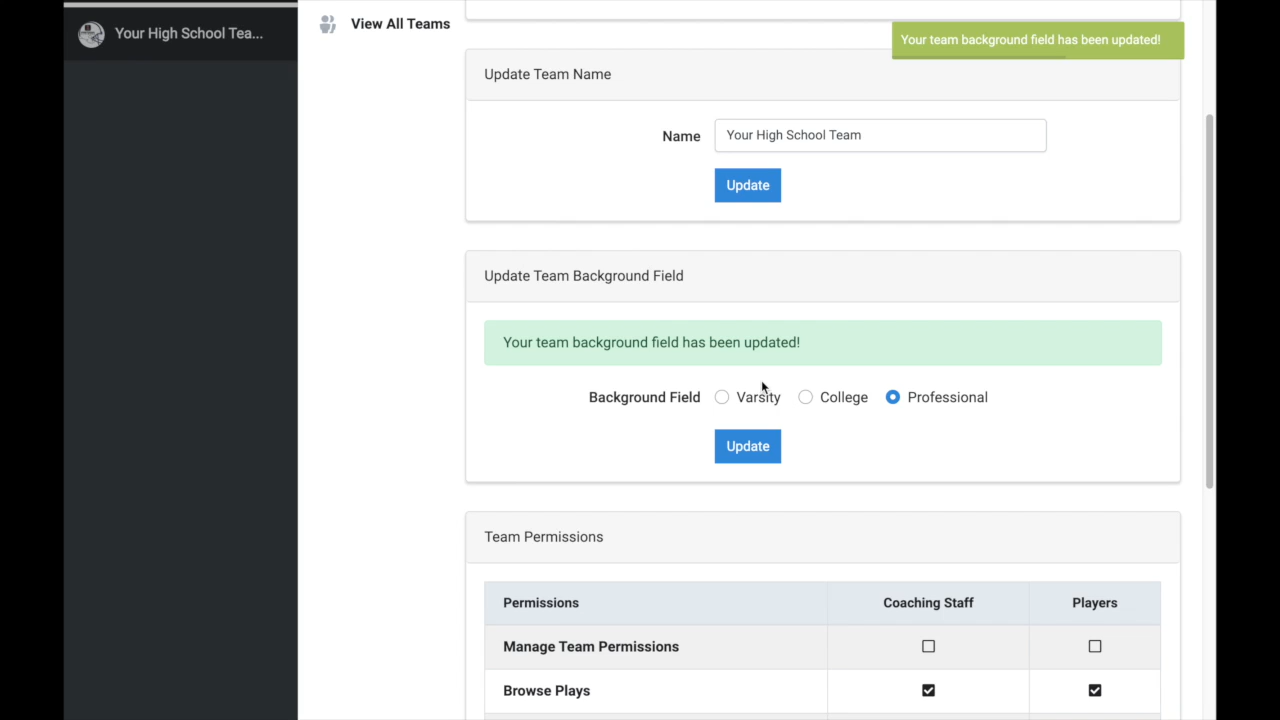 Your High School Tea...
View All Teams
Your team background field has been updated!
Update Team Name
Name
Your High School Team
Update
Update Team Background Field
Your team background field has been updated!
Background Field Varsity College Professional
Update
Team Permissions
Permissions Coaching Staff Players
Manage Team Permissions
Browse Plays